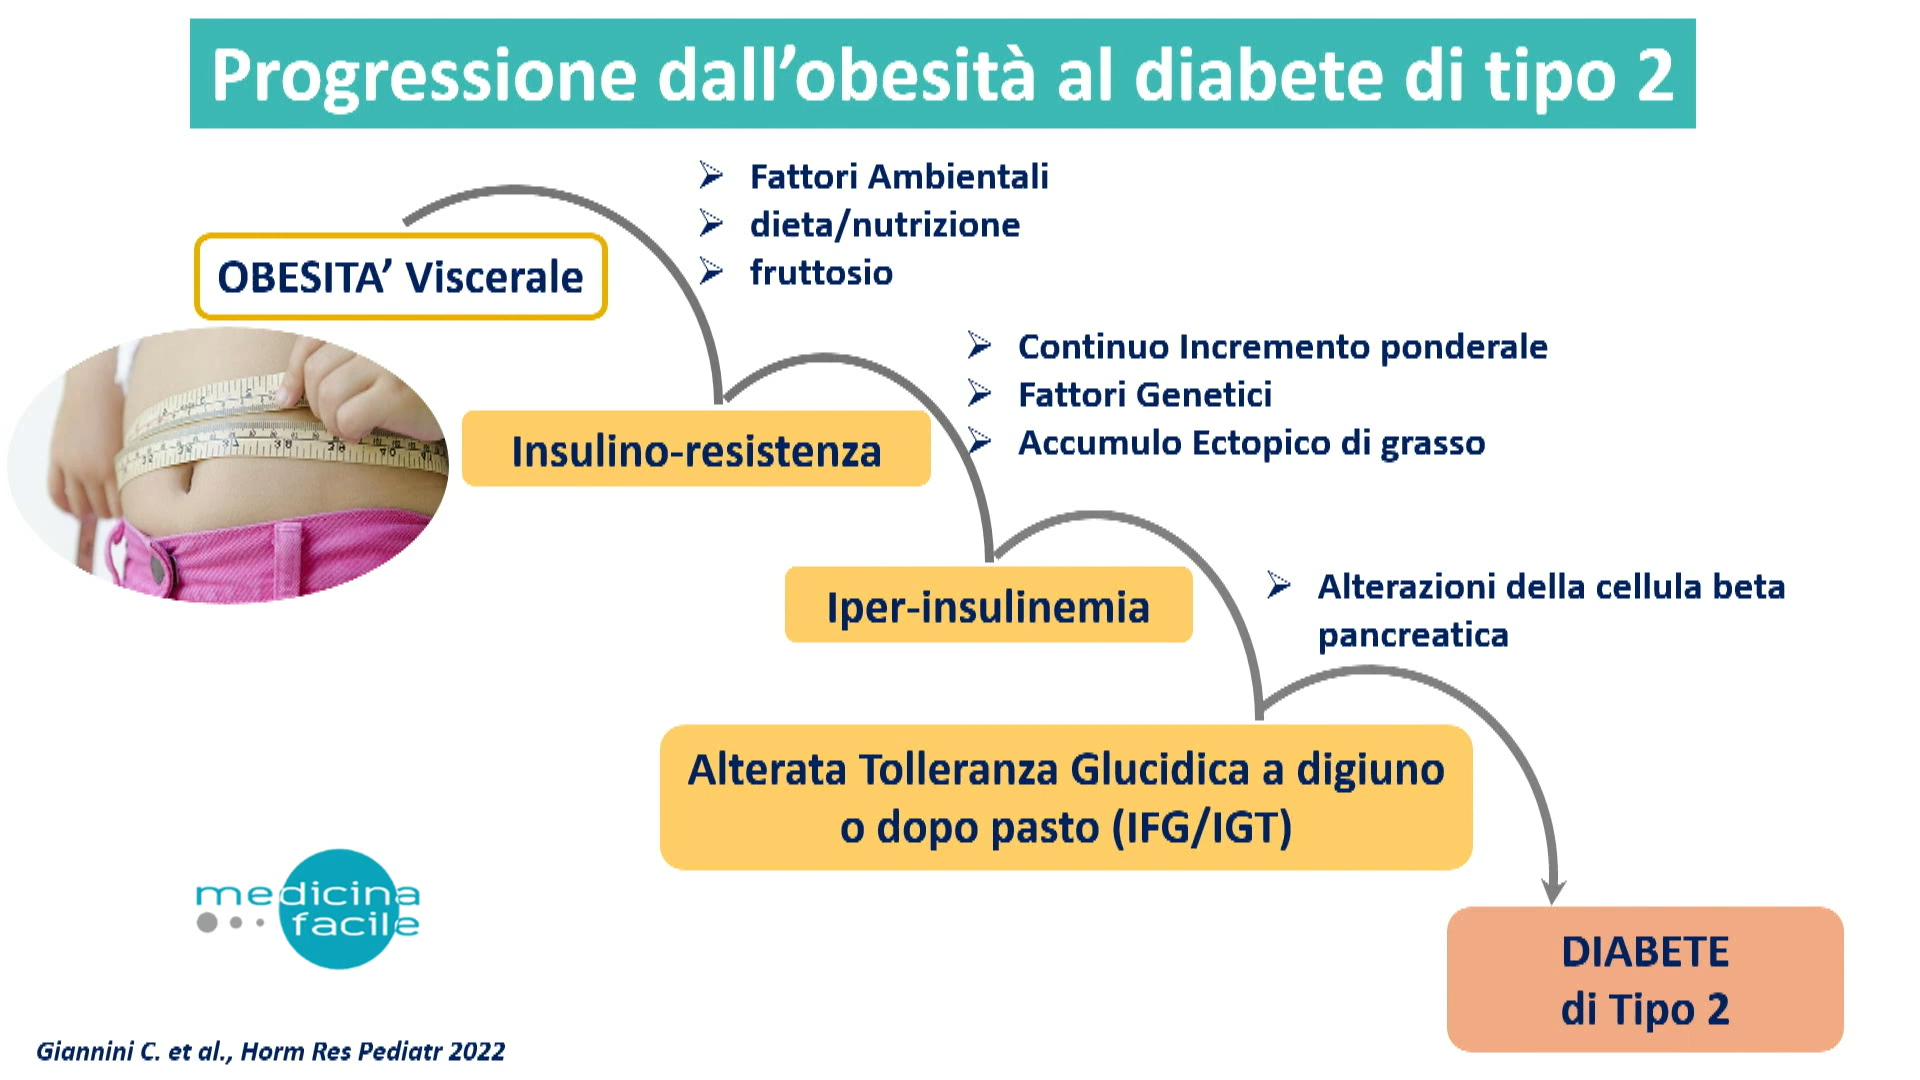 Progressione dall’obesità al diabete di tipo 2
Fattori Ambientali
dieta/nutrizione
fruttosio
OBESITA’ Viscerale
Continuo Incremento ponderale
Fattori Genetici
Accumulo Ectopico di grasso
Insulino-resistenza
Alterazioni della cellula beta
pancreatica
Iper-insulinemia
Alterata Tolleranza Glucidica a digiuno
o dopo pasto (IFG/IGT)
medicina
facile
DIABETE
di Tipo 2
Giannini C. et al., Horm Res Pediatr 2022